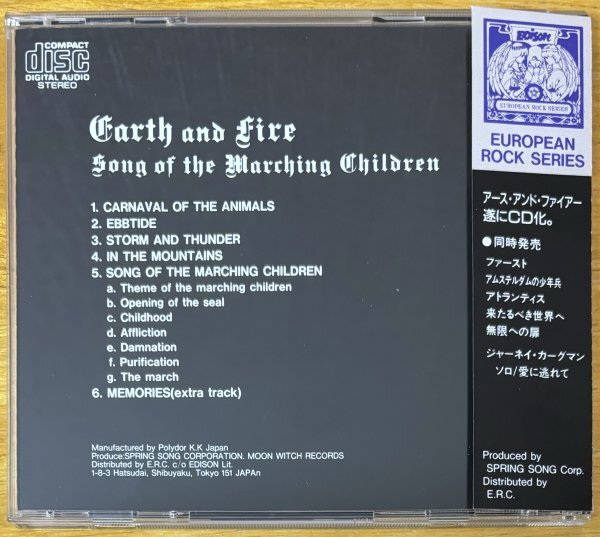 COMPACT
disc
DIGITAL AUDIO
STEREO
Earth and Fire
Song of the Marching Children
1. CARNAVAL OF THE ANIMALS
2. EBBTIDE
3. STORM AND THUNDER
4. IN THE MOUNTAINS
5. SONG OF THE MARCHING CHILDREN
a. Theme of the marching children
b. Opening of the seal
c. Childhood
d. Affliction
e. Damnation
f. Purification
g. The march
6. MEMORIES(extra track)
Manufactured by Polydor K.K Japan
Produce:SPRING SONG CORPORATION. MOON WITCH RECORDS
Distributed by E.R.C. c/o EDISON Lit.
1-8-3 Hatsudai, Shibuyaku, Tokyo 151 JAPAn
EDISON
EUROPEAN ROCK SERIES
EUROPEAN
ROCK SERIES
アース・アンド・ファイアー
遂にCD化。
●同時発売
ファースト
アムステルダムの少年兵
アトランティス
来たるべき世界へ
無限への扉
ジャーネイ・カーグマン
ソロ/愛に逃れて
Produced by
SPRING SONG Corp.
Distributed by
E.R.C.